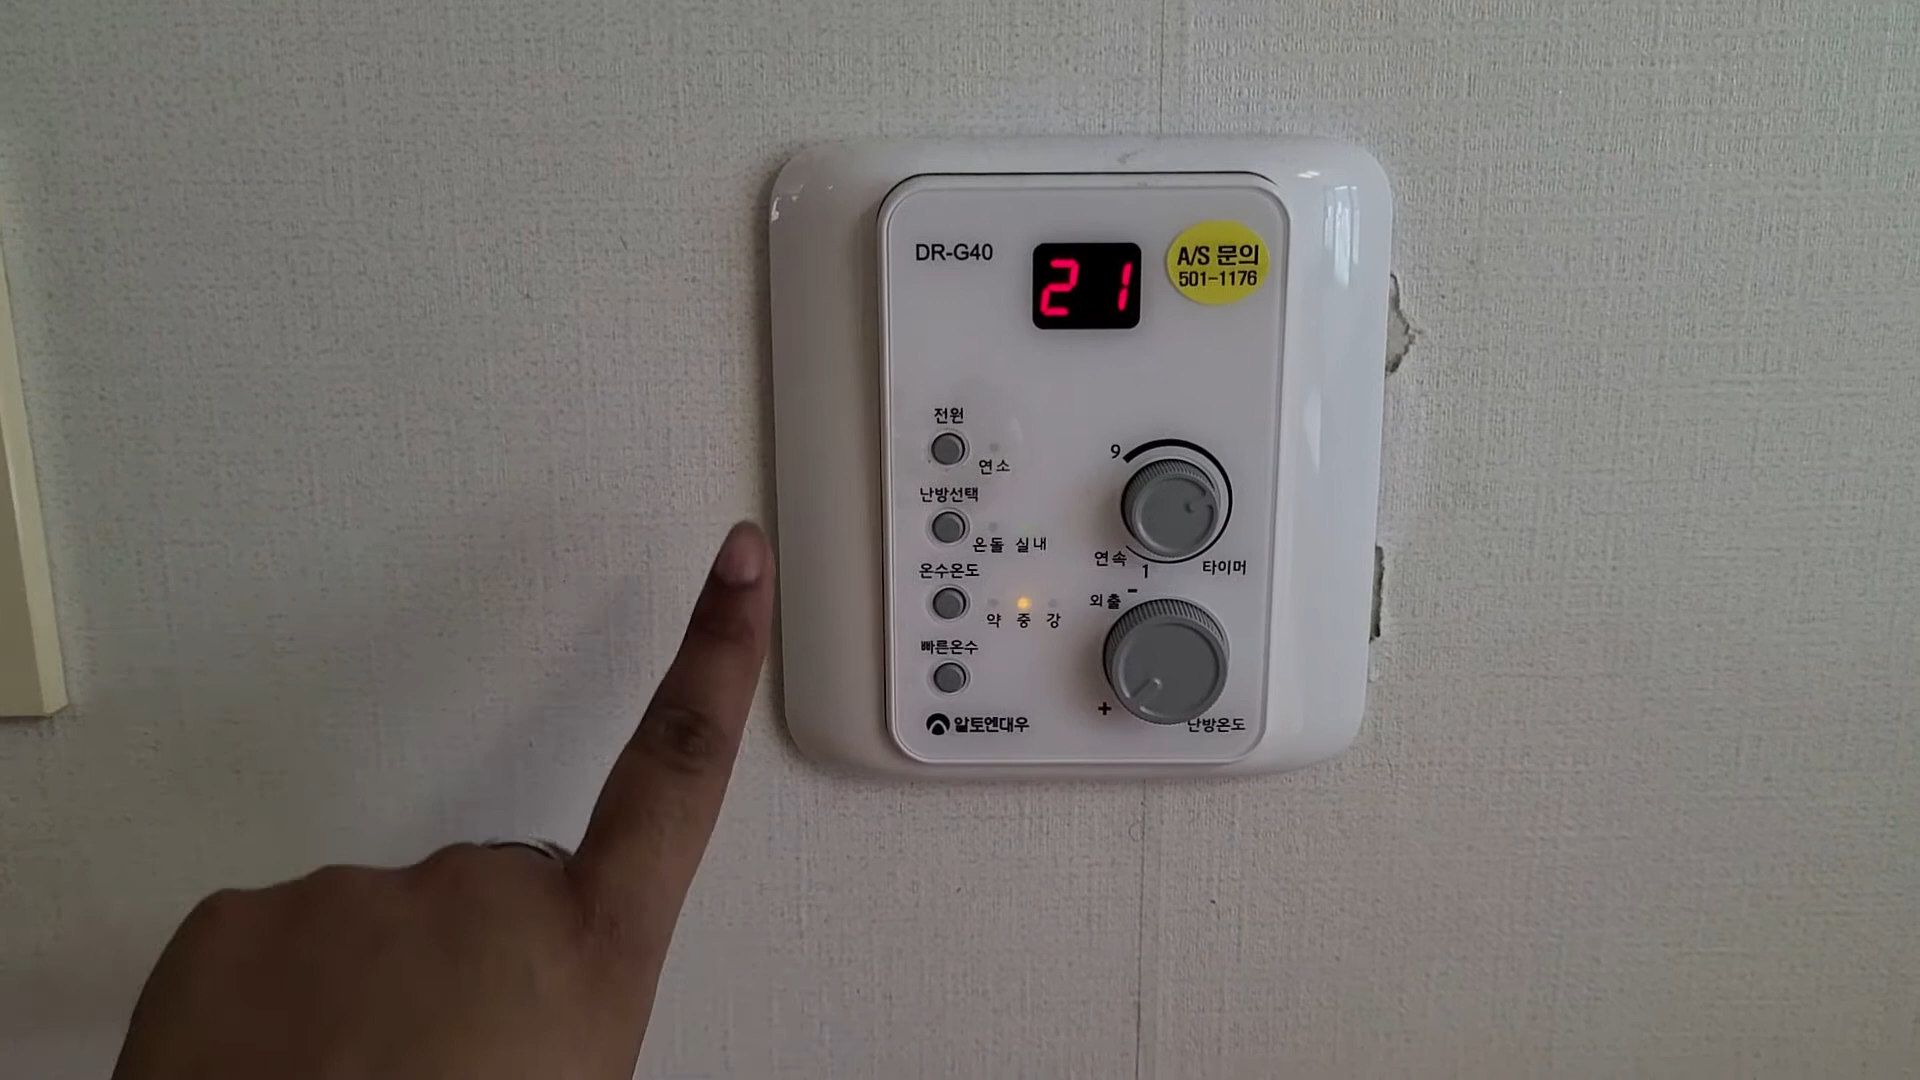 DR-G40
21
A/S 문의
501-1176
전원
연소
난방선택
온돌 실내
온수온도
약 중 강
빠른온수
알토엔대우
9
연속
1
타이머
외출
-
+
난방온도